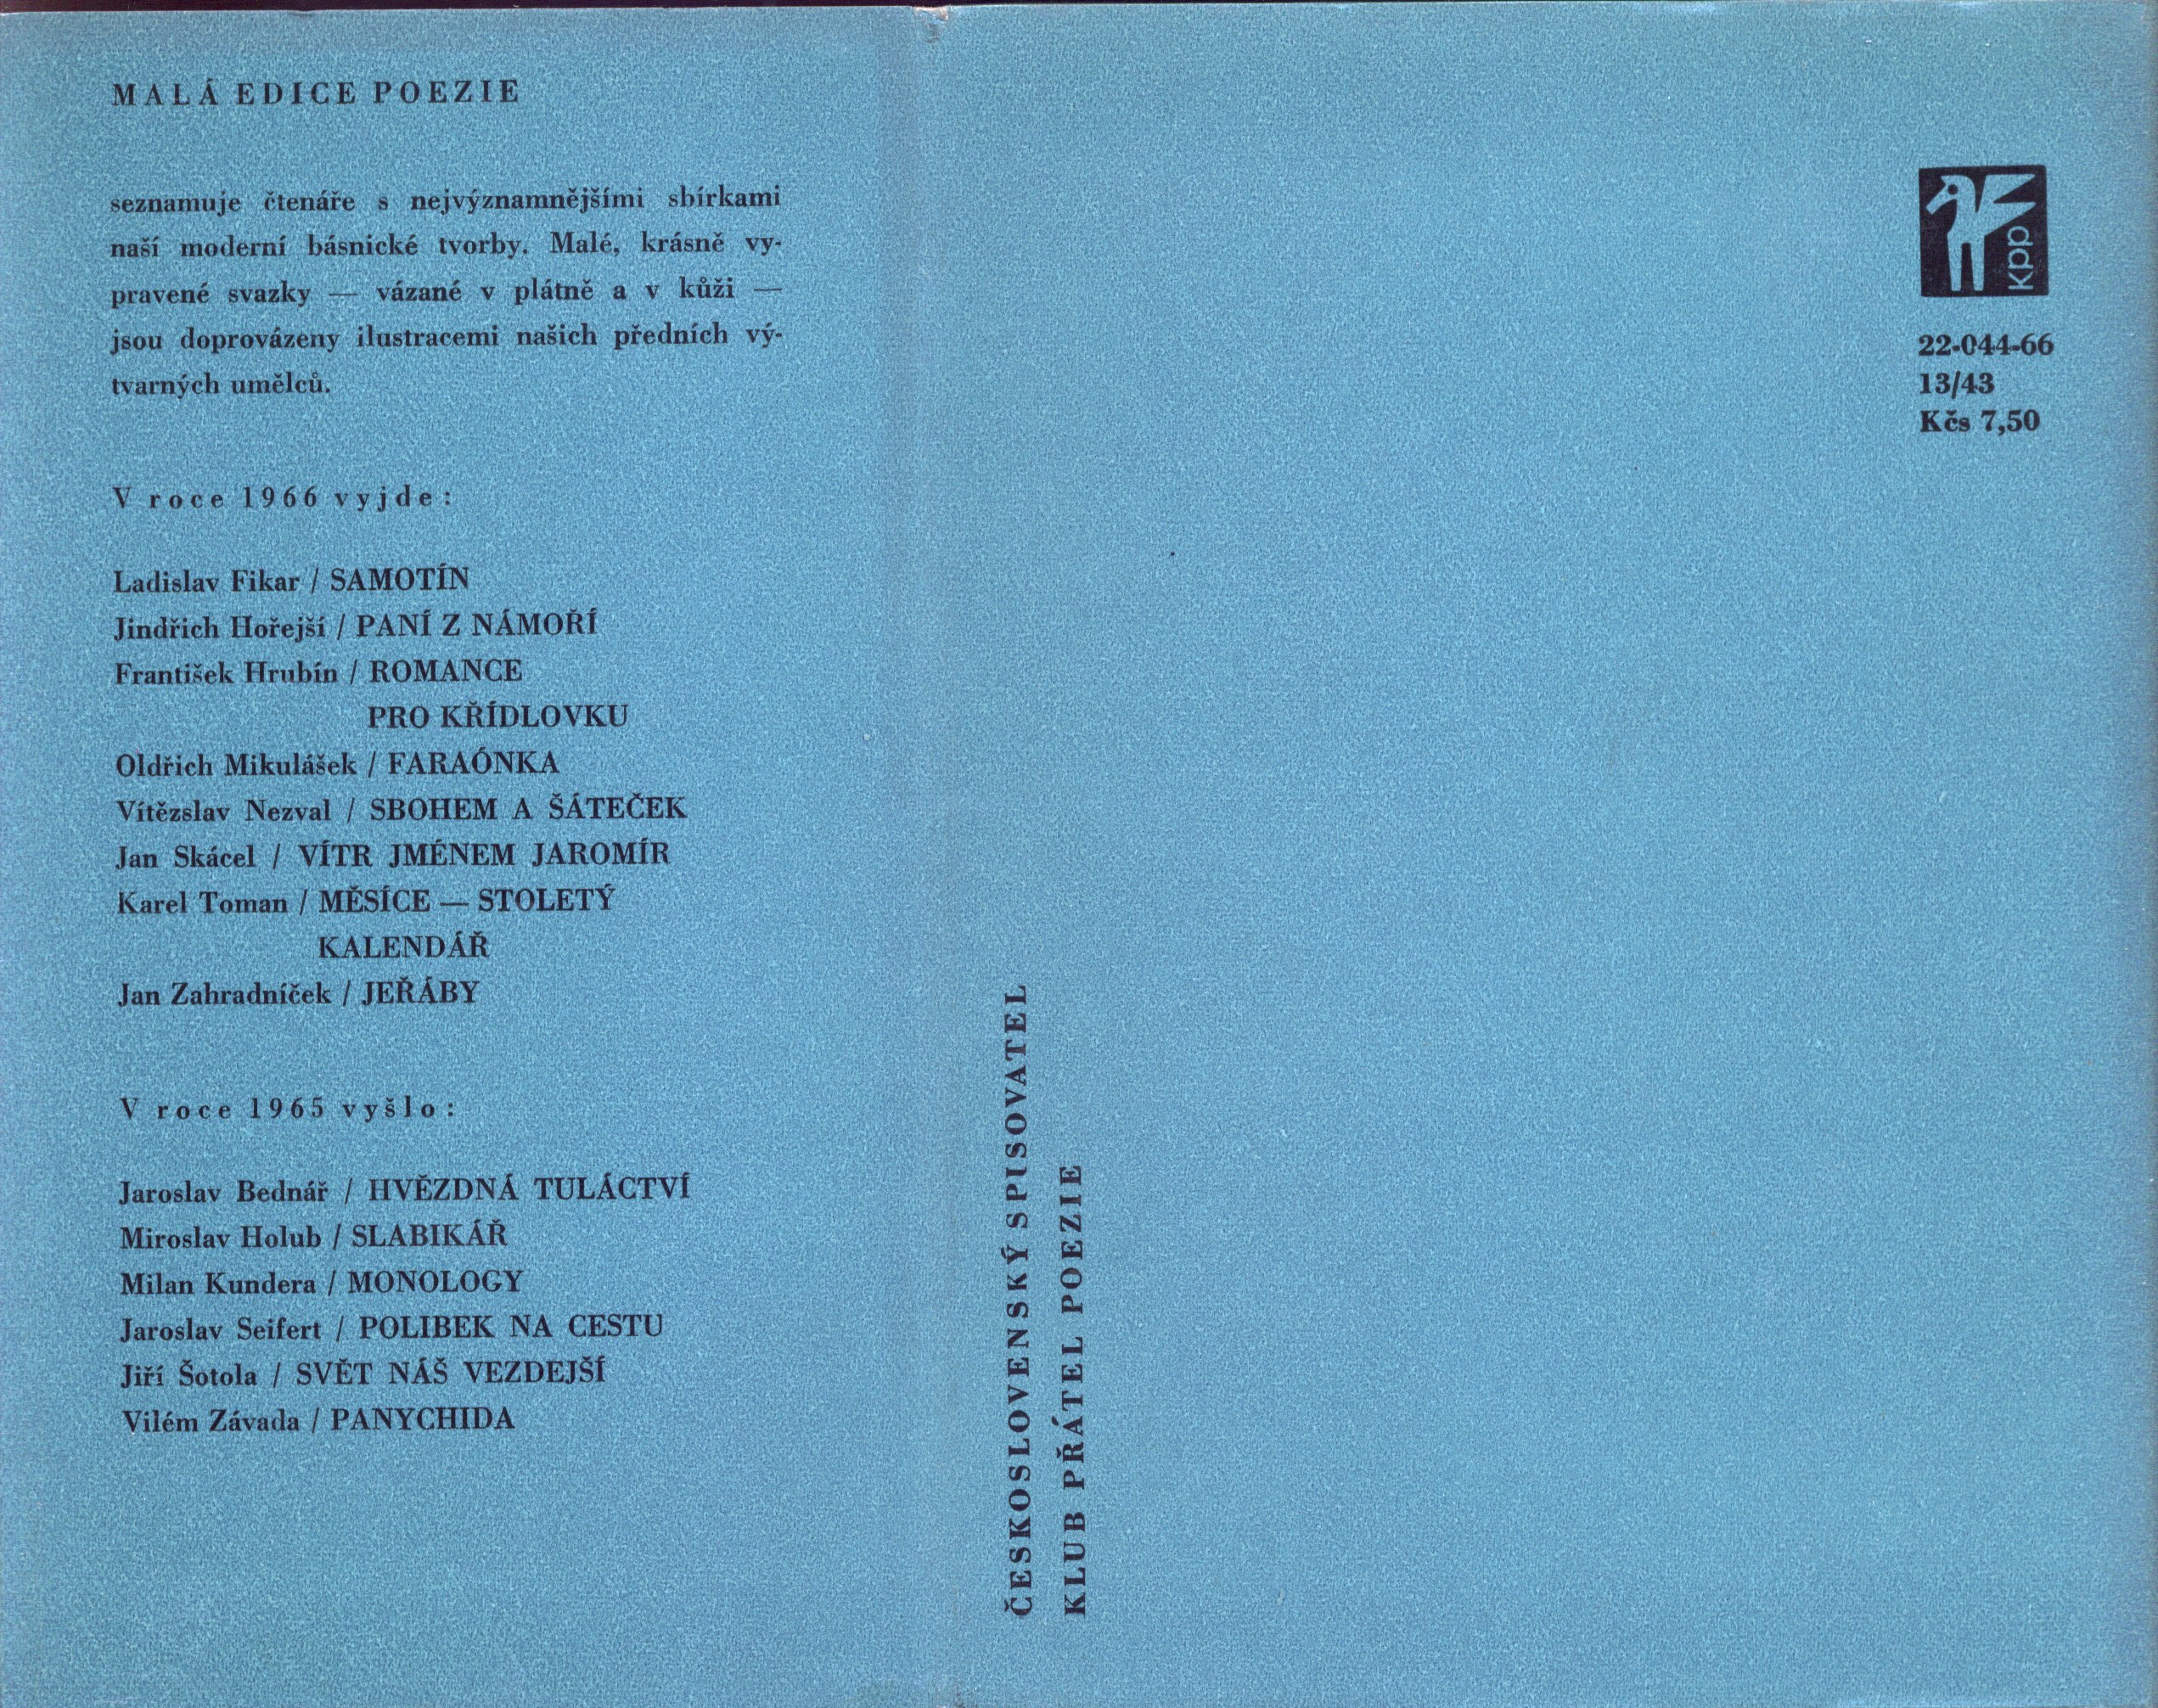 MALÁ EDICE POEZIE
seznamuje čtenáře s nejvýznamnějšími sbírkami
naší moderní básnické tvorby. Malé, krásně vy-
pravené svazky — vázané v plátně a v kůži —
jsou doprovázeny ilustracemi našich předních vý-
tvarných umělců.
V roce 1966 vyjde:
Ladislav Fikar / SAMOTÍN
Jindřich Hořejší / PANÍ Z NÁMOŘÍ
František Hrubín / ROMANCE
PRO KŘÍDLOVKU
Oldřich Mikulášek / FARAÓNKA
Vítězslav Nezval / SBOHEM A ŠÁTEČEK
Jan Skácel / VÍTR JMÉNEM JAROMÍR
Karel Toman / MĚSÍCE — STOLETÝ
KALENDÁŘ
Jan Zahradníček / JEŘÁBY
V roce 1965 vyšlo:
Jaroslav Bednář / HVĚZDNÁ TULÁCTVÍ
Miroslav Holub / SLABIKÁŘ
Milan Kundera / MONOLOGY
Jaroslav Seifert / POLIBEK NA CESTU
Jiří Šotola / SVĚT NÁŠ VEZDEJŠÍ
Vilém Závada / PANYCHIDA
ČESKOSLOVENSKÝ SPISOVATEL
KLUB PŘÁTEL POEZIE
kpp
22-044-66
13/43
Kčs 7,50